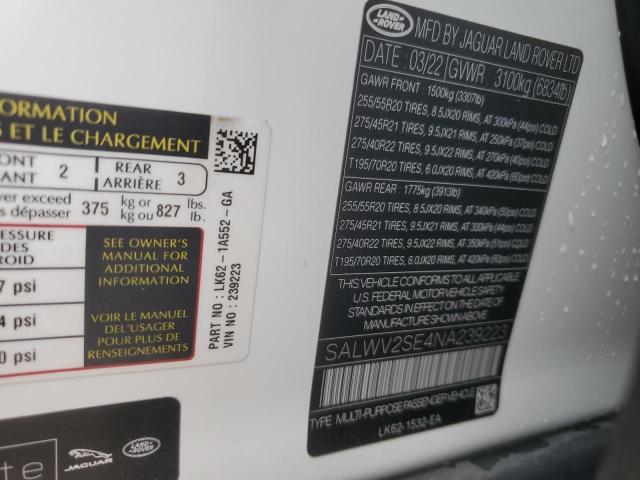 FORMATION
S ET LE CHARGEMENT
ONT
ANT 2 REAR
ARRIÈRE 3
ver exceed
s dépasser 375 kg or
kg ou 827 lbs.
lb.
PRESSURE
DES
ROID
7 psi
4 psi
0 psi
SEE OWNER'S
MANUAL FOR
ADDITIONAL
INFORMATION
VOIR LE MANUEL
DE L'USAGER
POUR PLUS DE
RENSEIGNEMENTS
PART NO : LK62-1A552-GA
VIN NO : 239223
te
JAGUAR
LAND
ROVER
LAND
ROVER
MFD BY JAGUAR LAND ROVER LTD
DATE: 03/22 GVWR : 3100kg (6834lb)
GAWR FRONT : 1500kg (3307lb)
255/55R20 TIRES, 8.5JX20 RIMS, AT 300kPa (44psi) COLD
275/45R21 TIRES, 9.5JX21 RIMS, AT 250kPa (37psi) COLD
275/40R22 TIRES, 9.5JX22 RIMS, AT 270kPa (40psi) COLD
T195/70R20 TIRES, 6.0JX20 RIMS, AT 420kPa (60psi) COLD
GAWR REAR : 1775kg (3913lb)
255/55R20 TIRES, 8.5JX20 RIMS, AT 340kPa (50psi) COLD
275/45R21 TIRES, 9.5JX21 RIMS, AT 300kPa (44psi) COLD
275/40R22 TIRES, 9.5JX22 RIMS, AT 350kPa (51psi) COLD
T195/70R20 TIRES, 6.0JX20 RIMS, AT 420kPa (60psi) COLD
THIS VEHICLE CONFORMS TO ALL APPLICABLE
U.S. FEDERAL MOTOR VEHICLE SAFETY
STANDARDS IN EFFECT ON THE DATE OF
MANUFACTURE SHOWN ABOVE.
SALWV2SE4NA239223
TYPE: MULTI-PURPOSE PASSENGER VEHICLE
LK62-1532-EA